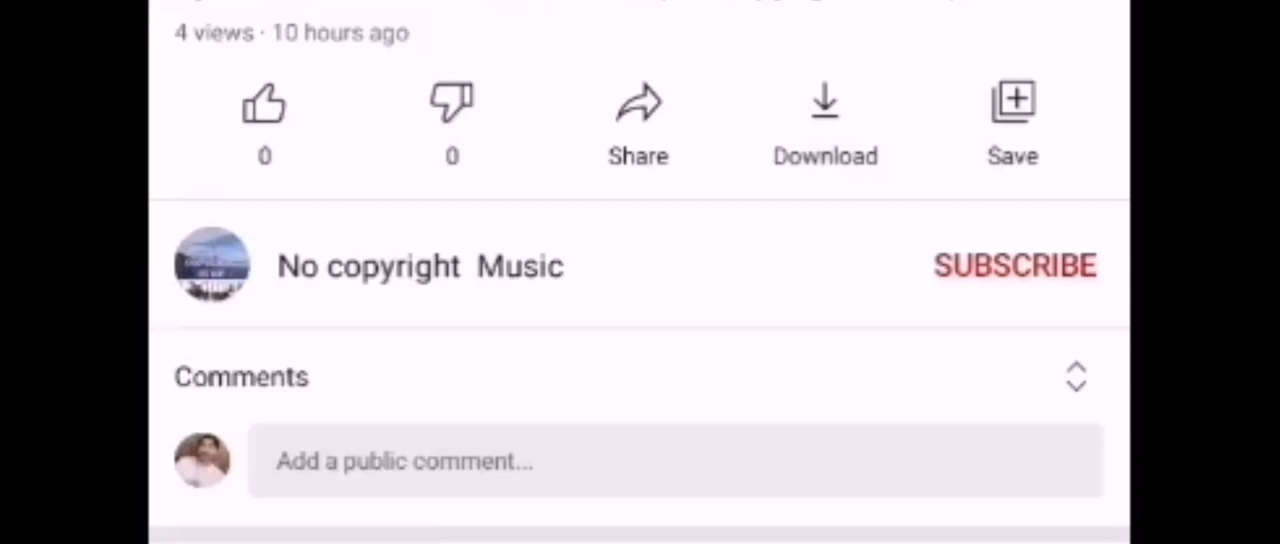 4 views · 10 hours ago
0 0 Share Download Save
No copyright Music SUBSCRIBE
Comments
Add a public comment...